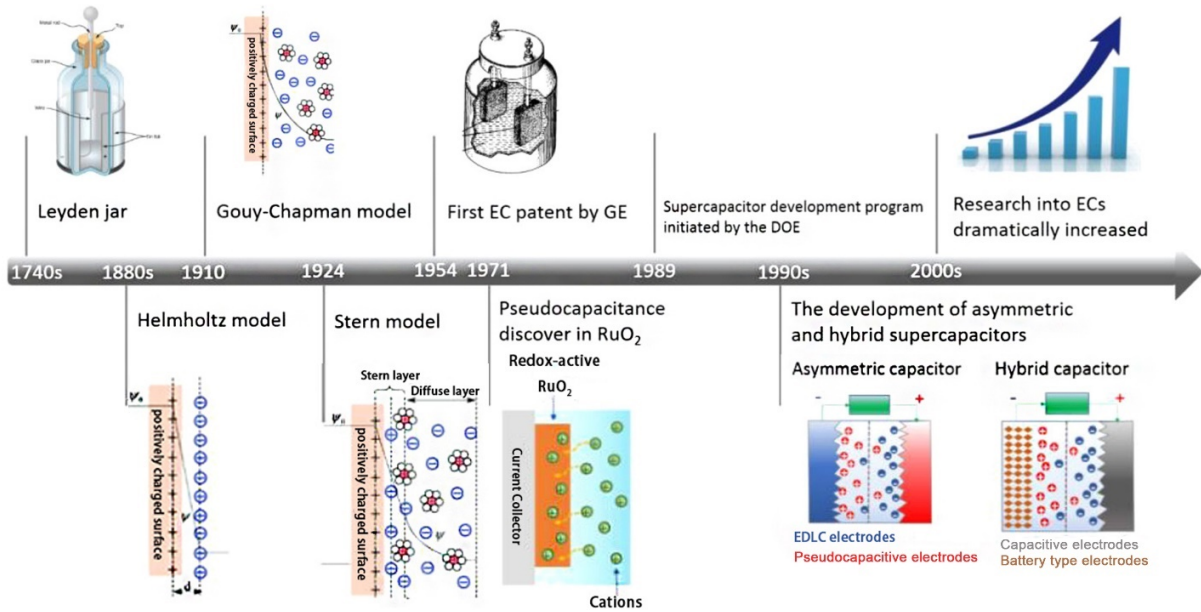 Leyden jar
Ψ
positively charged surface
Ψ
Gouy-Chapman model
First EC patent by GE
Supercapacitor development program
initiated by the DOE
Research into ECs
dramatically increased
1740s
1880s
1910
1924
1954
1971
1989
1990s
2000s
Helmholtz model
positively charged surface
d
Stern model
Stern layer
Diffuse layer
positively charged surface
Pseudocapacitance
discover in RuO₂
Redox-active
RuO₂
Current Collector
Cations
The development of asymmetric
and hybrid supercapacitors
Asymmetric capacitor
- +
EDLC electrodes
Pseudocapacitive electrodes
Hybrid capacitor
- +
Capacitive electrodes
Battery type electrodes